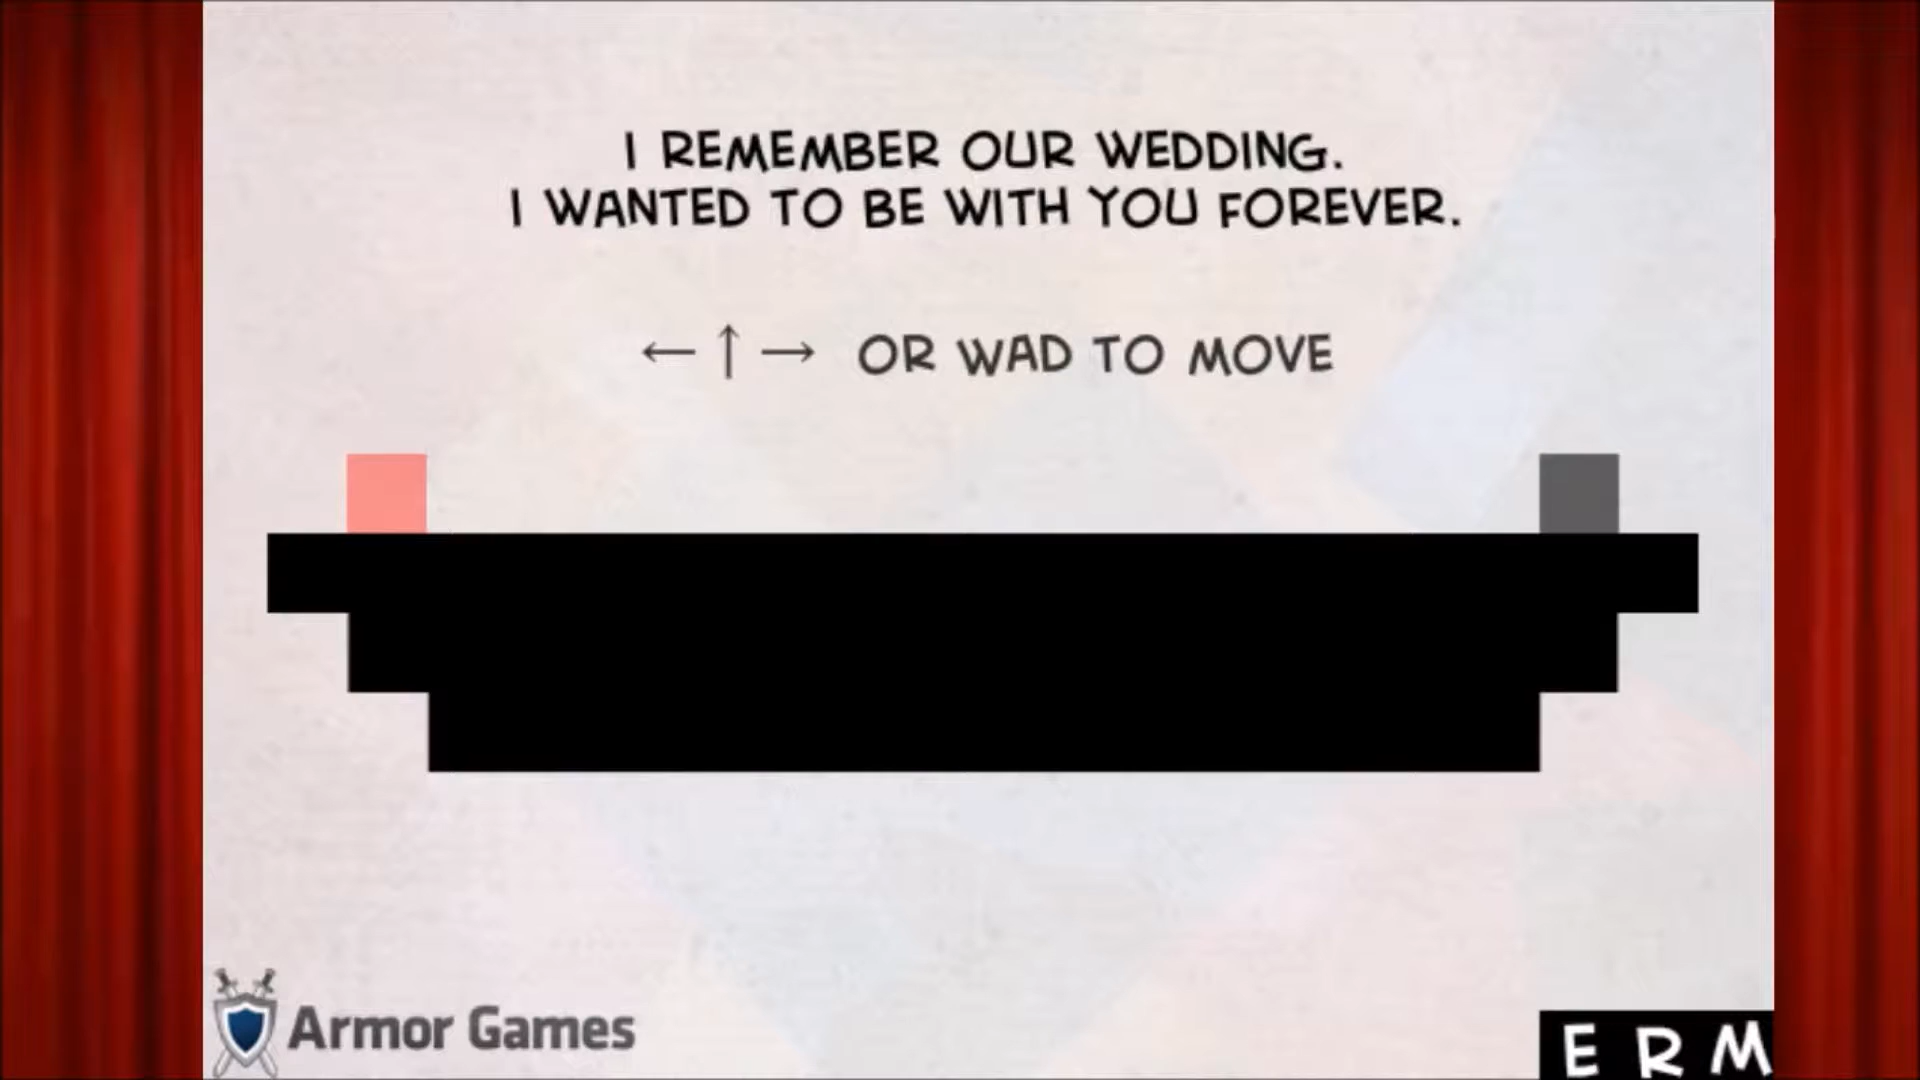 I REMEMBER OUR WEDDING.
I WANTED TO BE WITH YOU FOREVER.
← ↑ → OR WAD TO MOVE
Armor Games
E R M